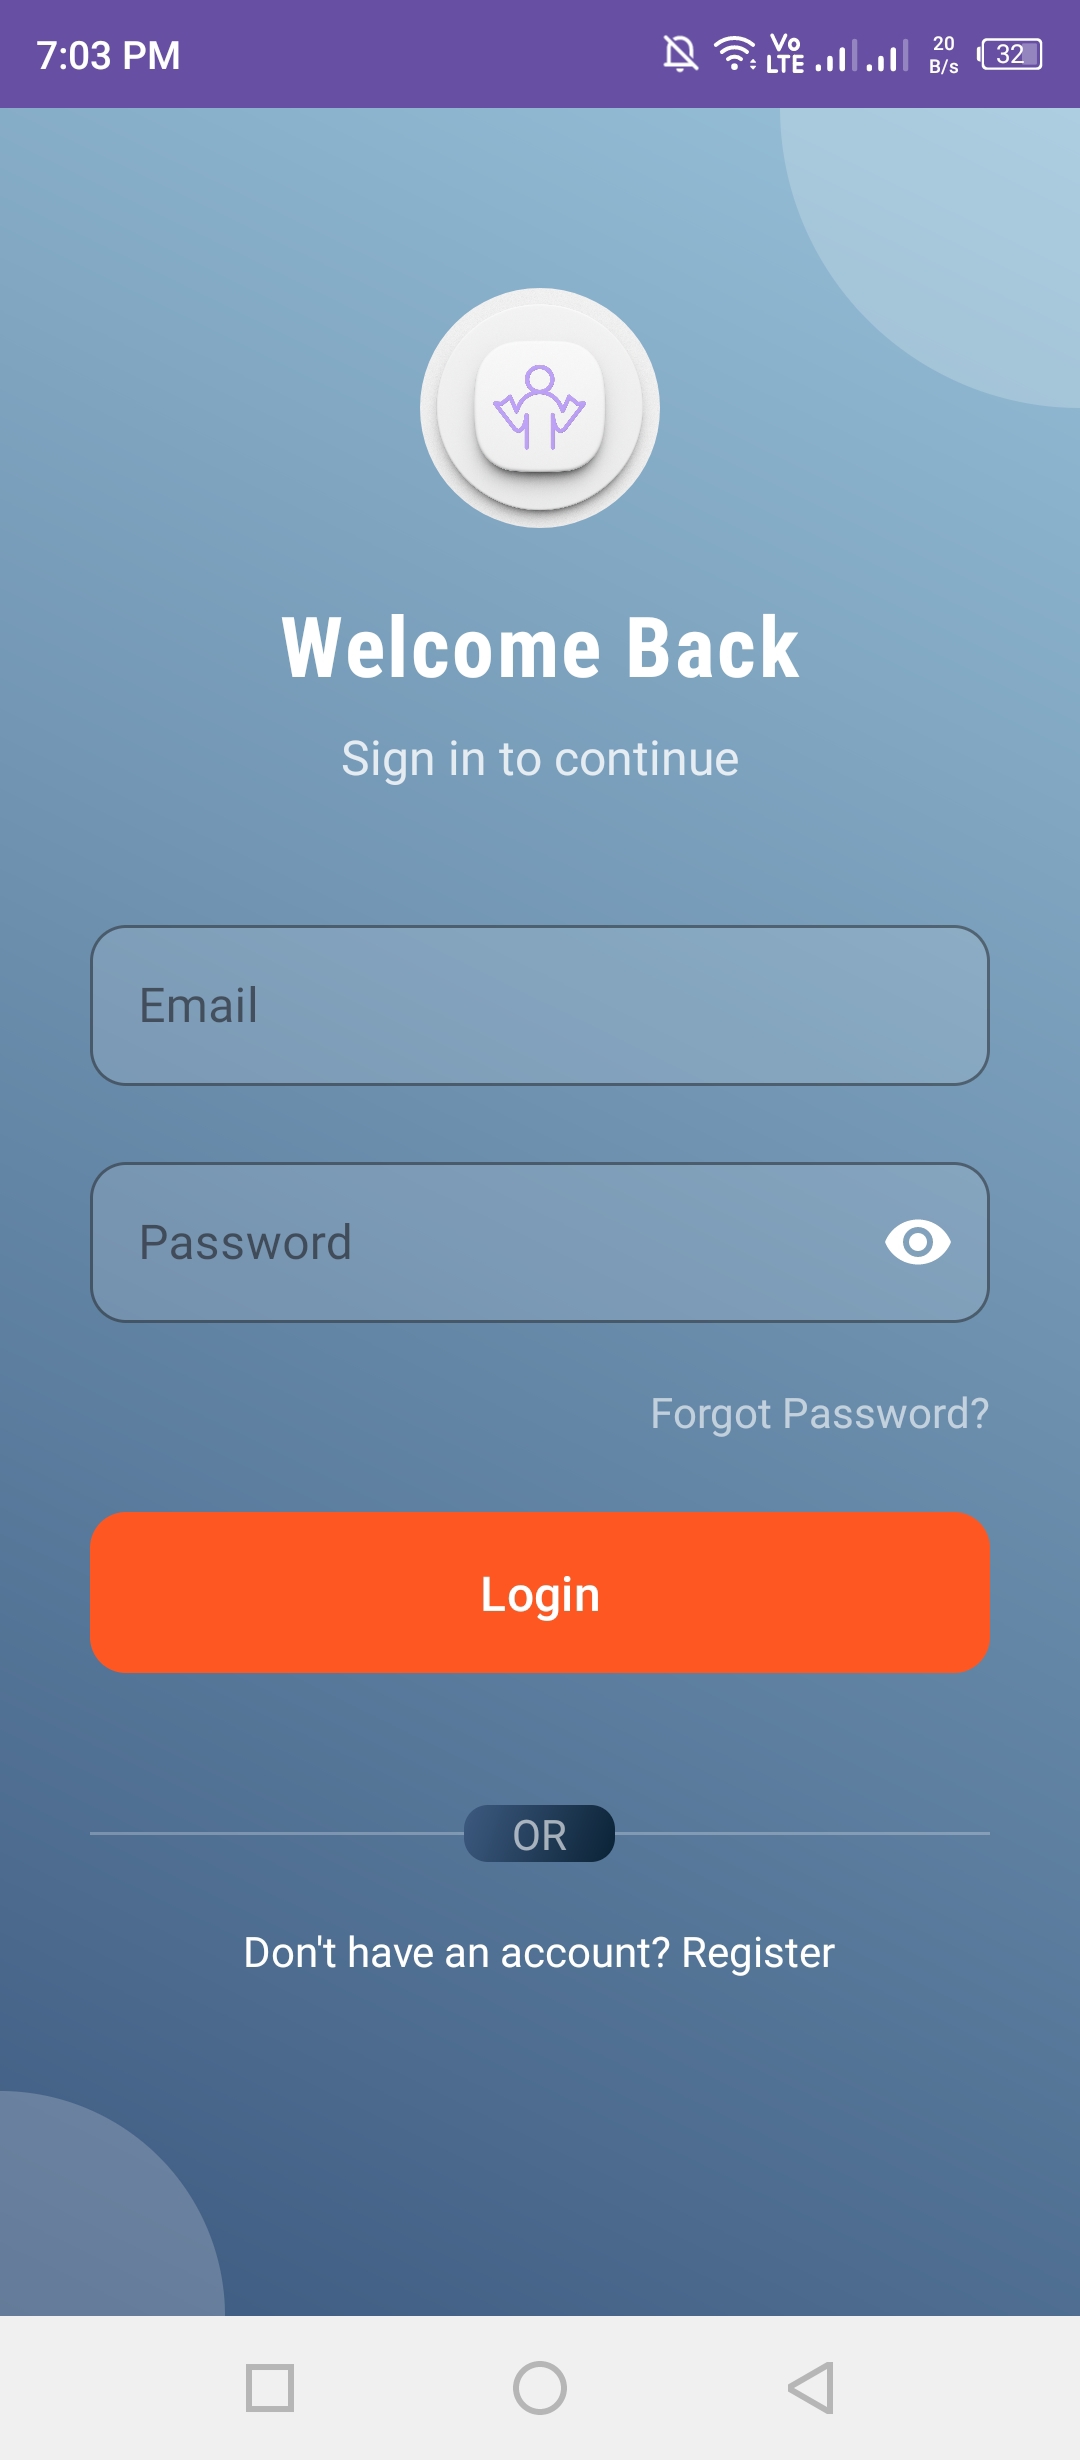 7:03 PM Vo LTE 20 B/s 32
Welcome Back
Sign in to continue
Email
Password
Forgot Password?
Login
OR
Don't have an account? Register